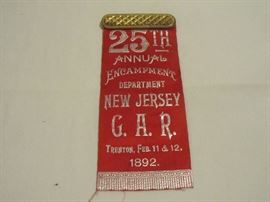 25TH
ANNUAL
ENCAMPMENT
DEPARTMENT
NEW JERSEY
G. A. R.
TRENTON, FEB. 11 & 12.
1892.